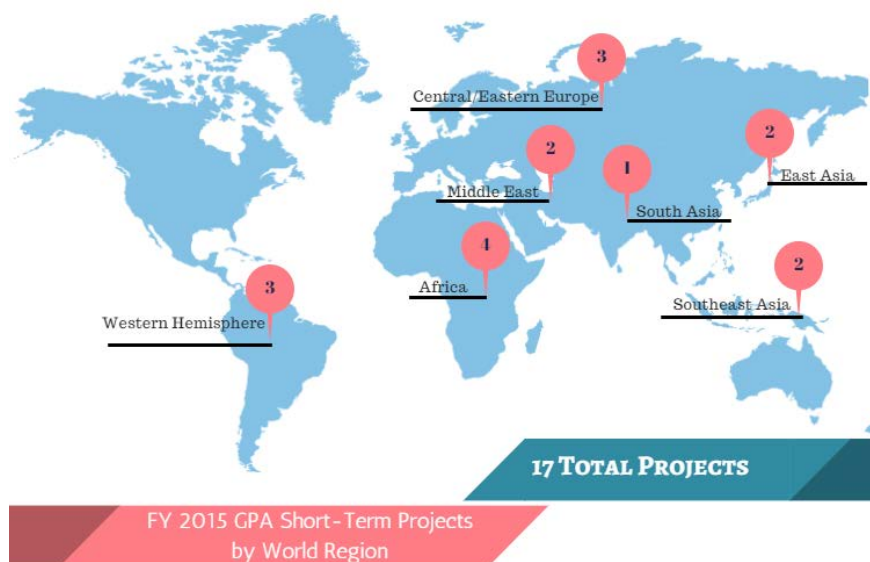 3
Central/Eastern Europe
2
East Asia
2
Middle East
1
South Asia
4
Africa
2
Southeast Asia
3
Western Hemisphere
17 Total Projects
FY 2015 GPA Short-Term Projects
by World Region